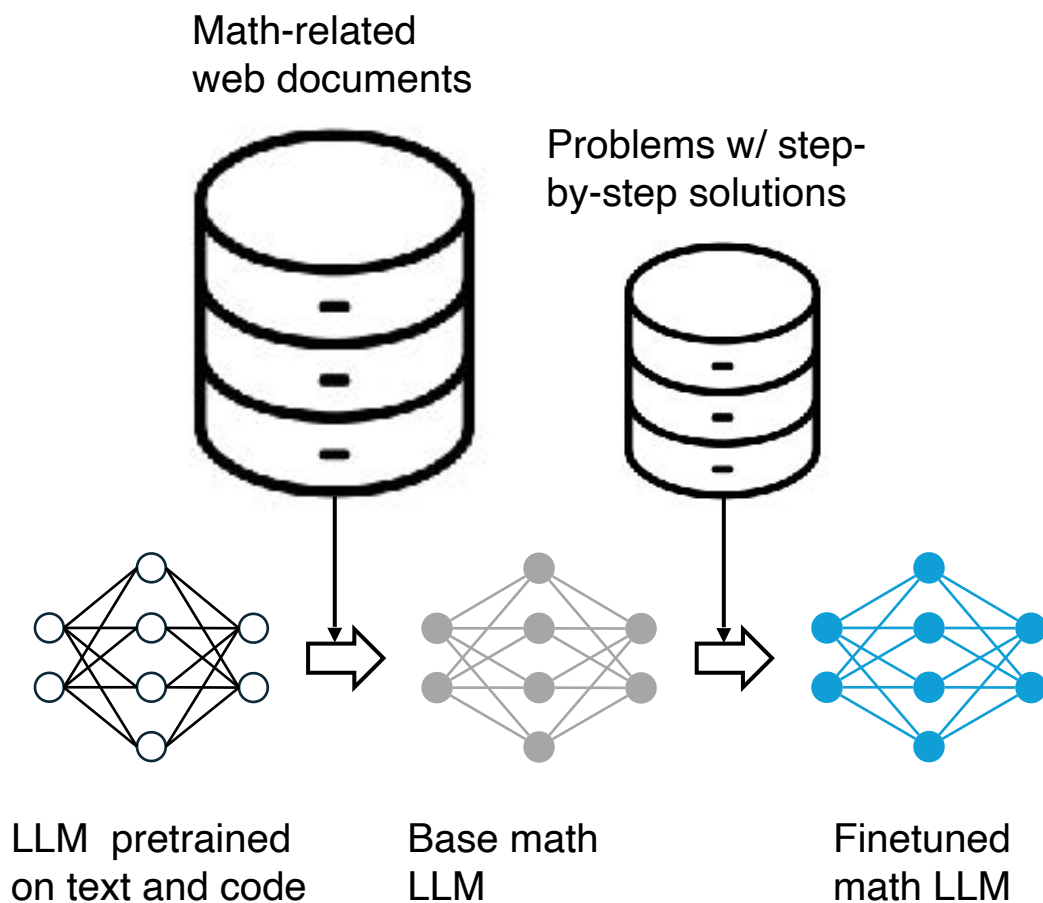 Math-related
web documents
Problems w/ step-
by-step solutions
LLM pretrained
on text and code
Base math
LLM
Finetuned
math LLM